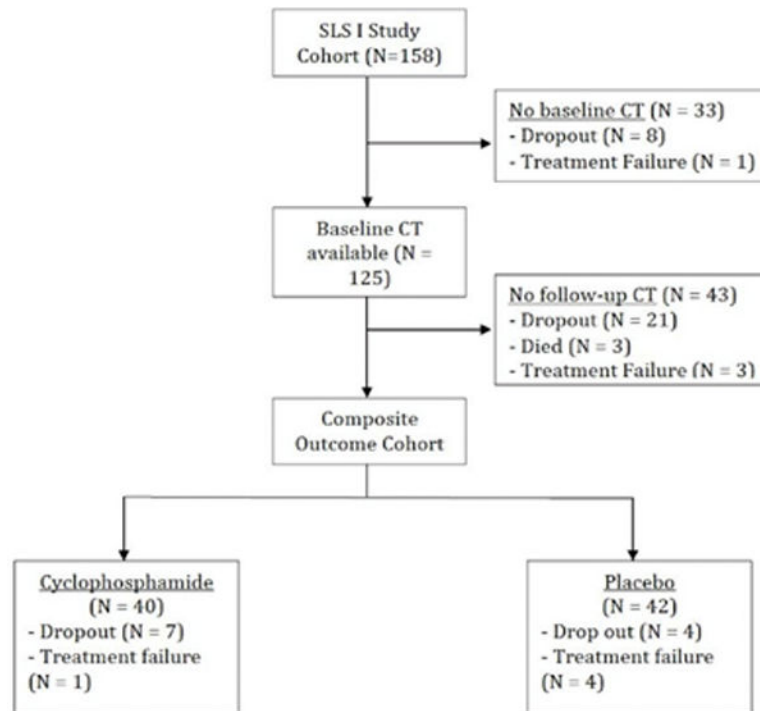 SLS I Study
Cohort (N=158)
No baseline CT (N = 33)
- Dropout (N = 8)
- Treatment Failure (N = 1)
Baseline CT
available (N =
125)
No follow-up CT (N = 43)
- Dropout (N = 21)
- Died (N = 3)
- Treatment Failure (N = 3)
Composite
Outcome Cohort
Cyclophosphamide
(N = 40)
- Dropout (N = 7)
- Treatment failure
(N = 1)
Placebo
(N = 42)
- Drop out (N = 4)
- Treatment failure
(N = 4)